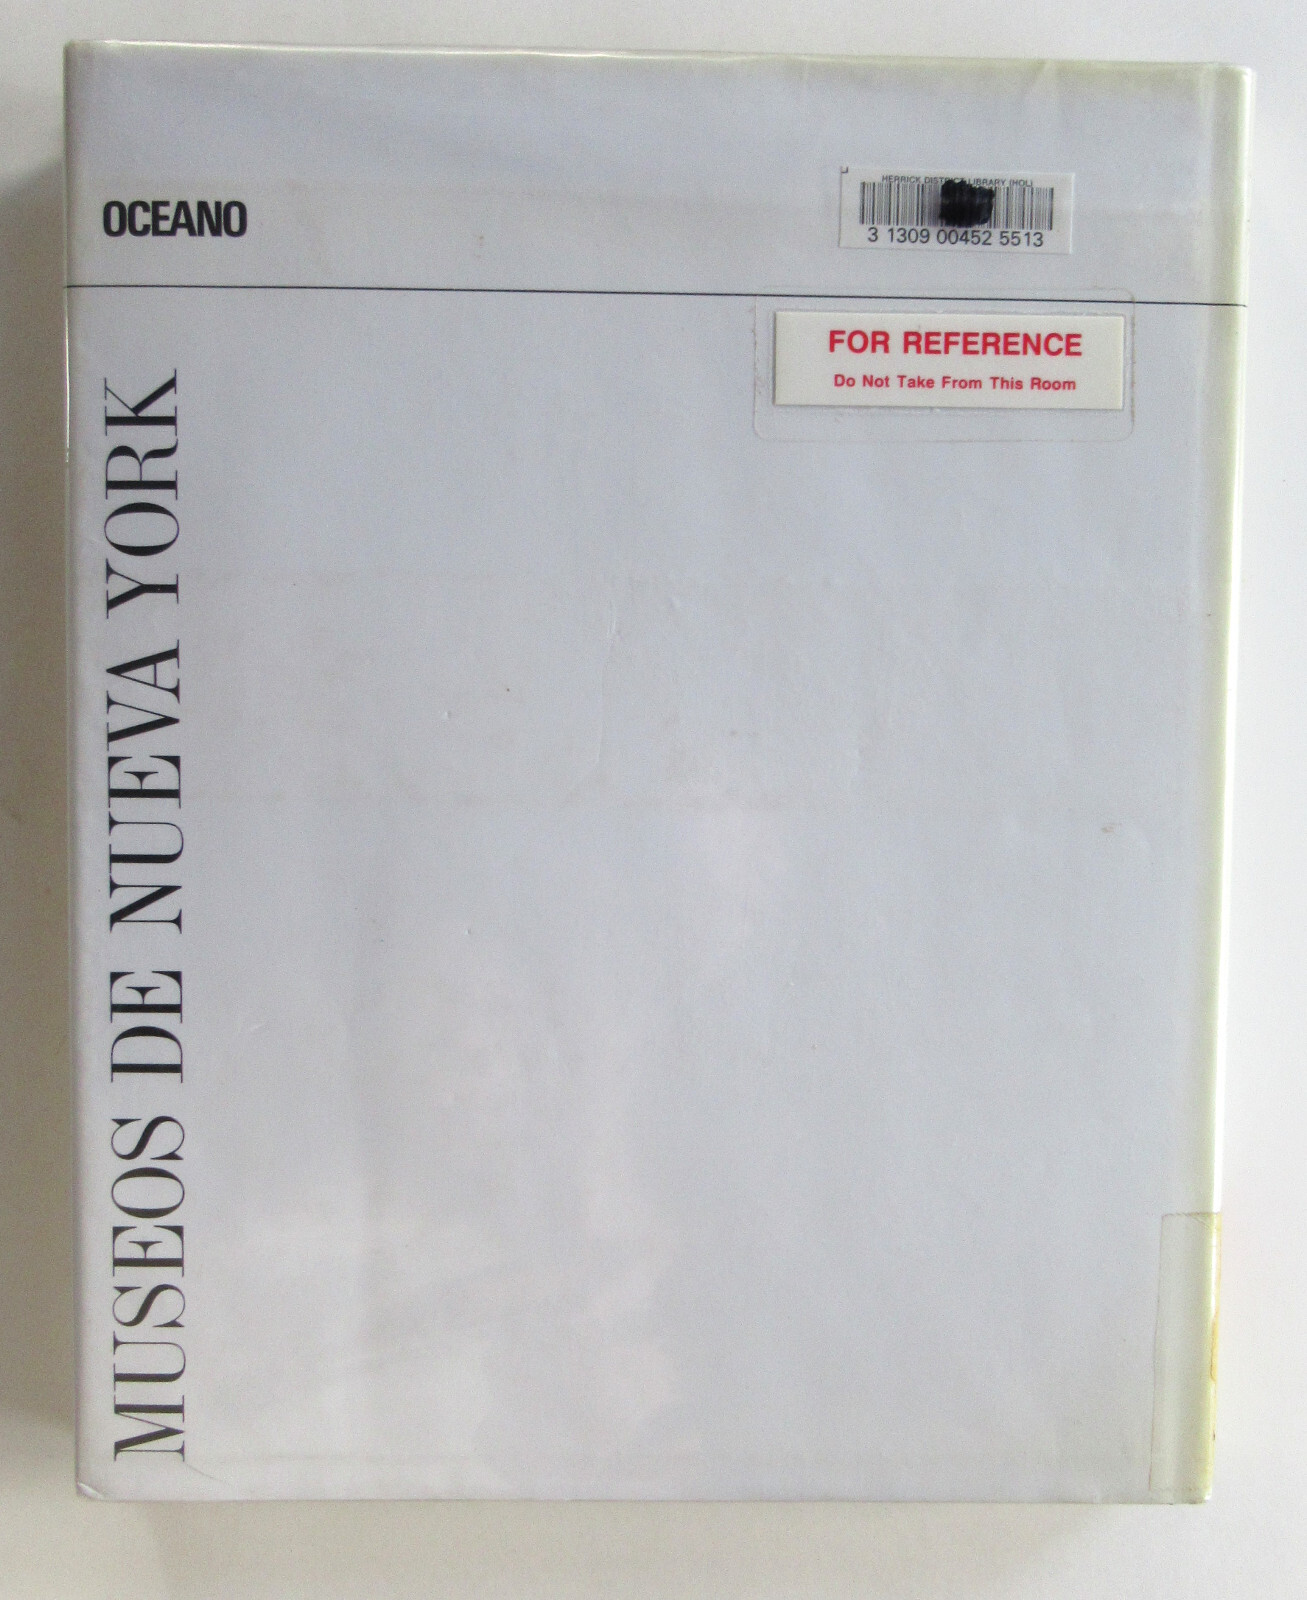 OCEANO
HERRICK DISTRICT LIBRARY (HOL)
3 1309 00452 5513
FOR REFERENCE
Do Not Take From This Room
MUSEOS DE NUEVA YORK